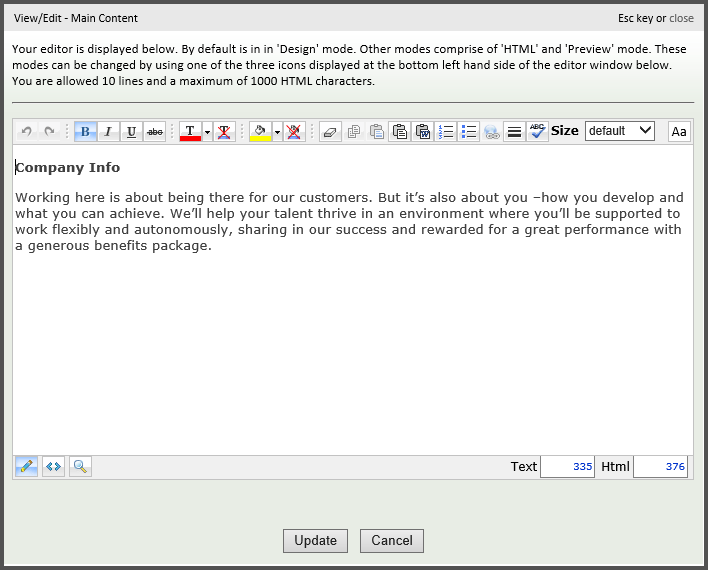 View/Edit - Main Content
Esc key or close
Your editor is displayed below. By default is in in 'Design' mode. Other modes comprise of 'HTML' and 'Preview' mode. These
modes can be changed by using one of the three icons displayed at the bottom left hand side of the editor window below.
You are allowed 10 lines and a maximum of 1000 HTML characters.
B I U abc T T ABC Size default Aa
Company Info
Working here is about being there for our customers. But it’s also about you –how you develop and
what you can achieve. We’ll help your talent thrive in an environment where you’ll be supported to
work flexibly and autonomously, sharing in our success and rewarded for a great performance with
a generous benefits package.
Text 335 Html 376
Update Cancel